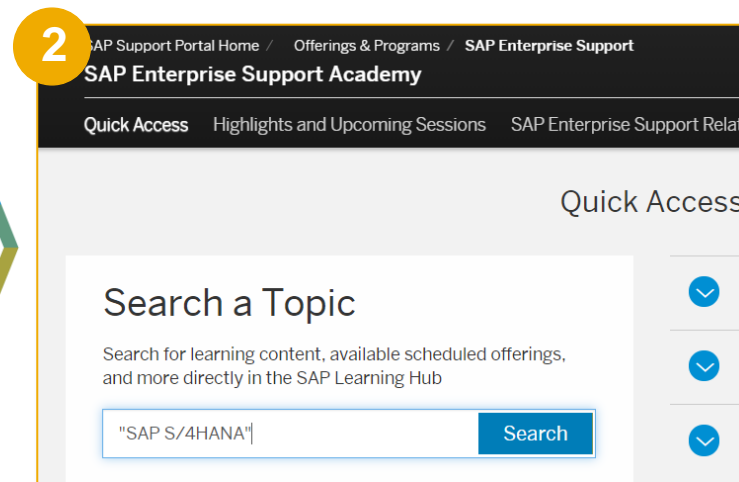 2
SAP Support Portal Home / Offerings & Programs / SAP Enterprise Support
SAP Enterprise Support Academy
Quick Access Highlights and Upcoming Sessions SAP Enterprise Support
Quick Access
Search a Topic
Search for learning content, available scheduled offerings,
and more directly in the SAP Learning Hub
"SAP S/4HANA"
Search